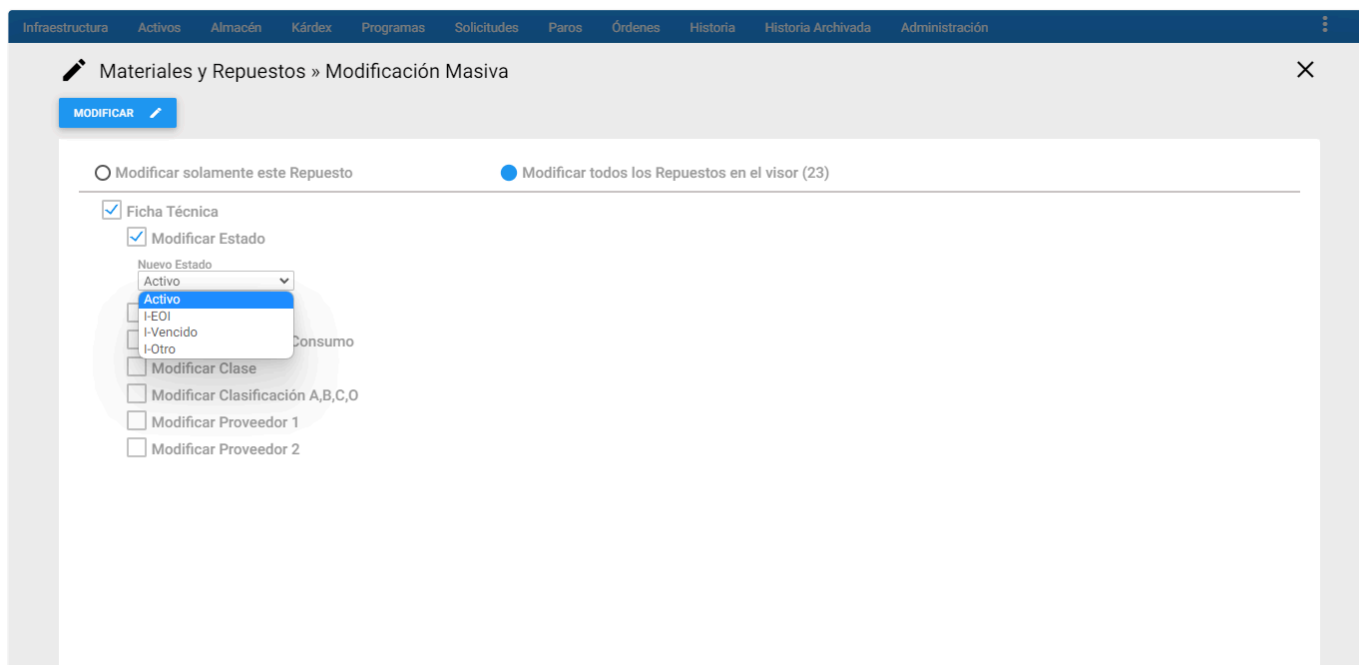 Infraestructura Activos Almacén Kárdex Programas Solicitudes Paros Órdenes Historia Historia Archivada Administración
Materiales y Repuestos » Modificación Masiva
MODIFICAR
Modificar solamente este Repuesto Modificar todos los Repuestos en el visor (23)
Ficha Técnica
Modificar Estado
Nuevo Estado
Activo
Activo
I-EOI
I-Vencido
Consumo
I-Otro
Modificar Clase
Modificar Clasificación A,B,C,O
Modificar Proveedor 1
Modificar Proveedor 2